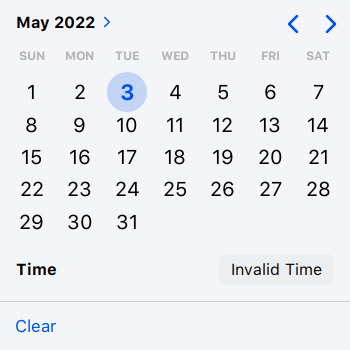 May 2022
SUN MON TUE WED THU FRI SAT
1 2 3 4 5 6 7
8 9 10 11 12 13 14
15 16 17 18 19 20 21
22 23 24 25 26 27 28
29 30 31
Time Invalid Time
Clear